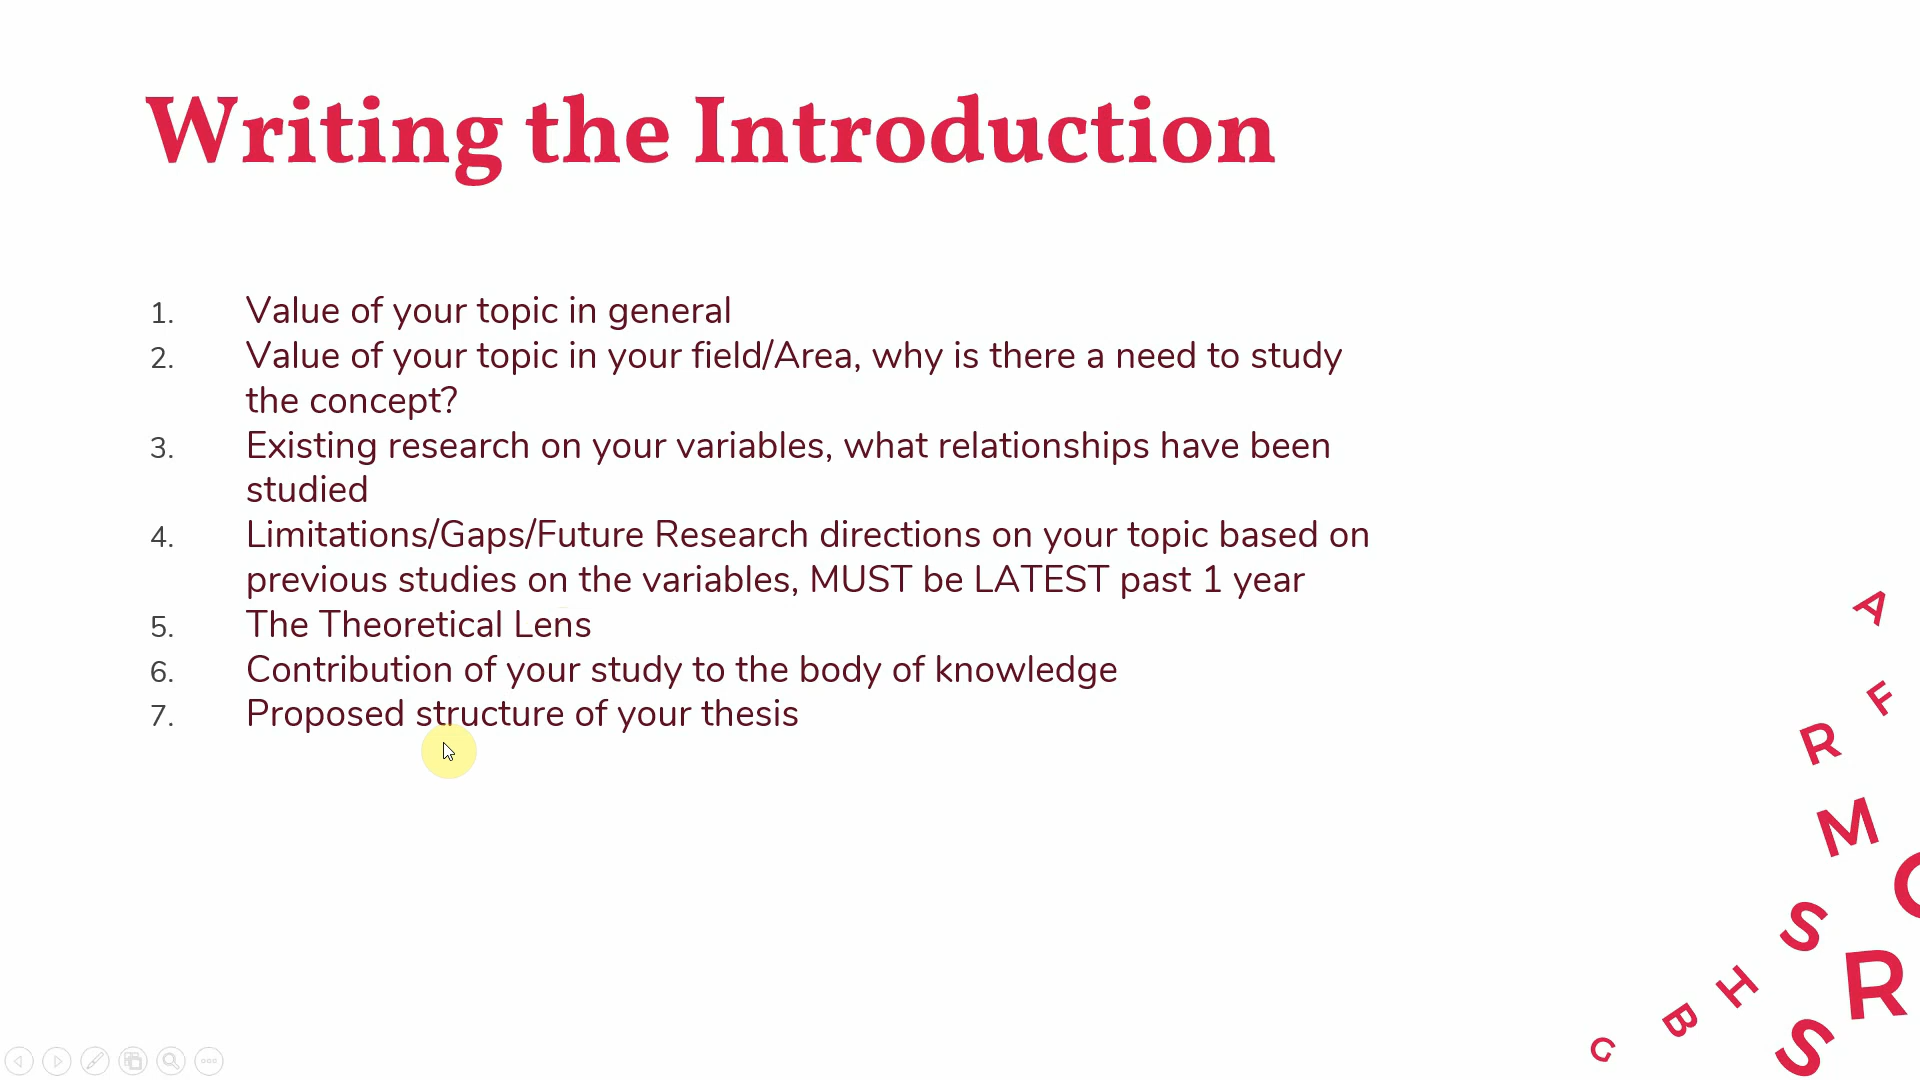 Writing the Introduction
1. Value of your topic in general
2. Value of your topic in your field/Area, why is there a need to study
the concept?
3. Existing research on your variables, what relationships have been
studied
4. Limitations/Gaps/Future Research directions on your topic based on
previous studies on the variables, MUST be LATEST past 1 year
5. The Theoretical Lens
6. Contribution of your study to the body of knowledge
7. Proposed structure of your thesis
A
F
R
M
S
R
H
B
S